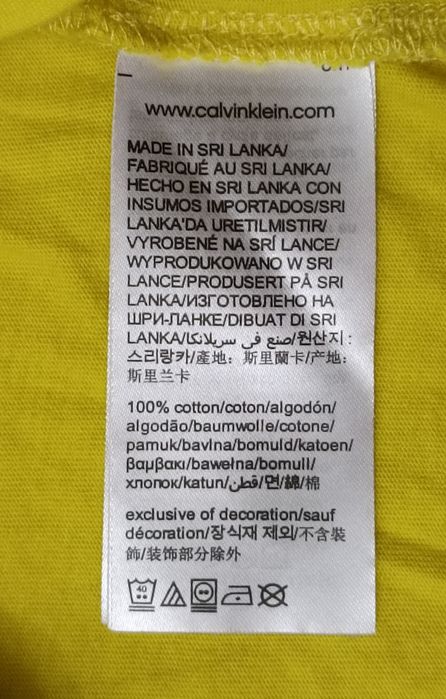 www.calvinklein.com
MADE IN SRI LANKA/
FABRIQUÉ AU SRI LANKA/
HECHO EN SRI LANKA CON
INSUMOS IMPORTADOS/SRI
LANKA'DA URETILMISTIR/
VYROBENÉ NA SRÍ LANCE/
WYPRODUKOWANO W SRI
LANCE/PRODUSERT PÅ SRI
LANKA/ИЗГОТОВЛЕНО НА
ШРИ-ЛАНКЕ/DIBUAT DI SRI
LANKA/صنع في سريلانكا/원산지:
스리랑카/產地: 斯里蘭卡/产地:
斯里兰卡
100% cotton/coton/algodón/
algodão/baumwolle/cotone/
pamuk/bavlna/bomuld/katoen/
βαμβακι/bawełna/bomull/
хлопок/katun/قطن/면/綿/棉
exclusive of decoration/sauf
décoration/장식재 제외/不含裝
飾/装饰部分除外
40